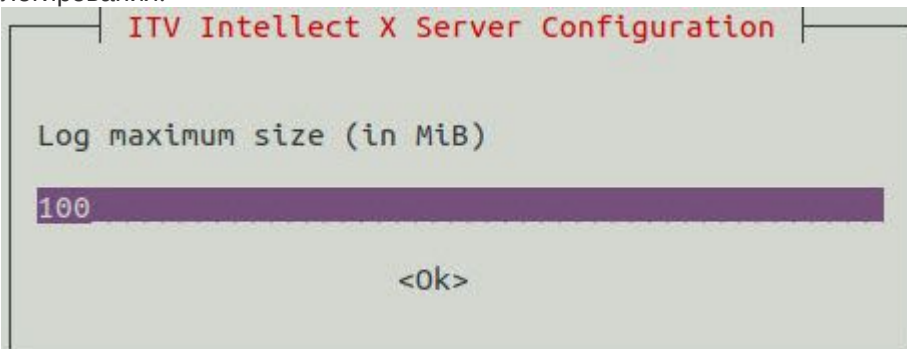 ITV Intellect X Server Configuration
Log maximum size (in MiB)
100
<Ok>